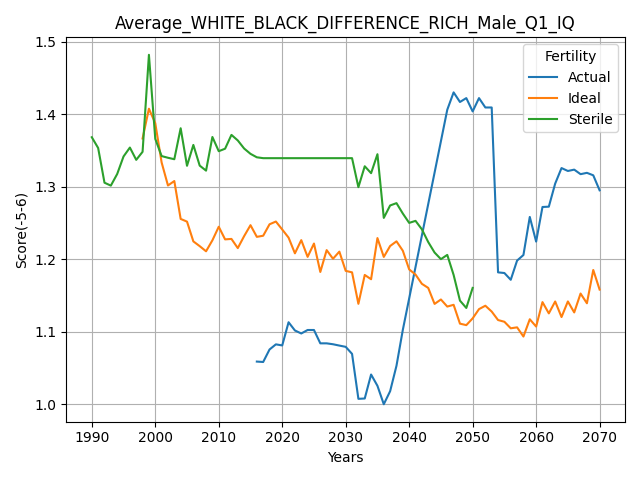 Average_WHITE_BLACK_DIFFERENCE_RICH_Male_Q1_IQ
Score(-5-6)
1.5
1.4
1.3
1.2
1.1
1.0
Fertility
Actual
Ideal
Sterile
1990 2000 2010 2020 2030 2040 2050 2060 2070
Years